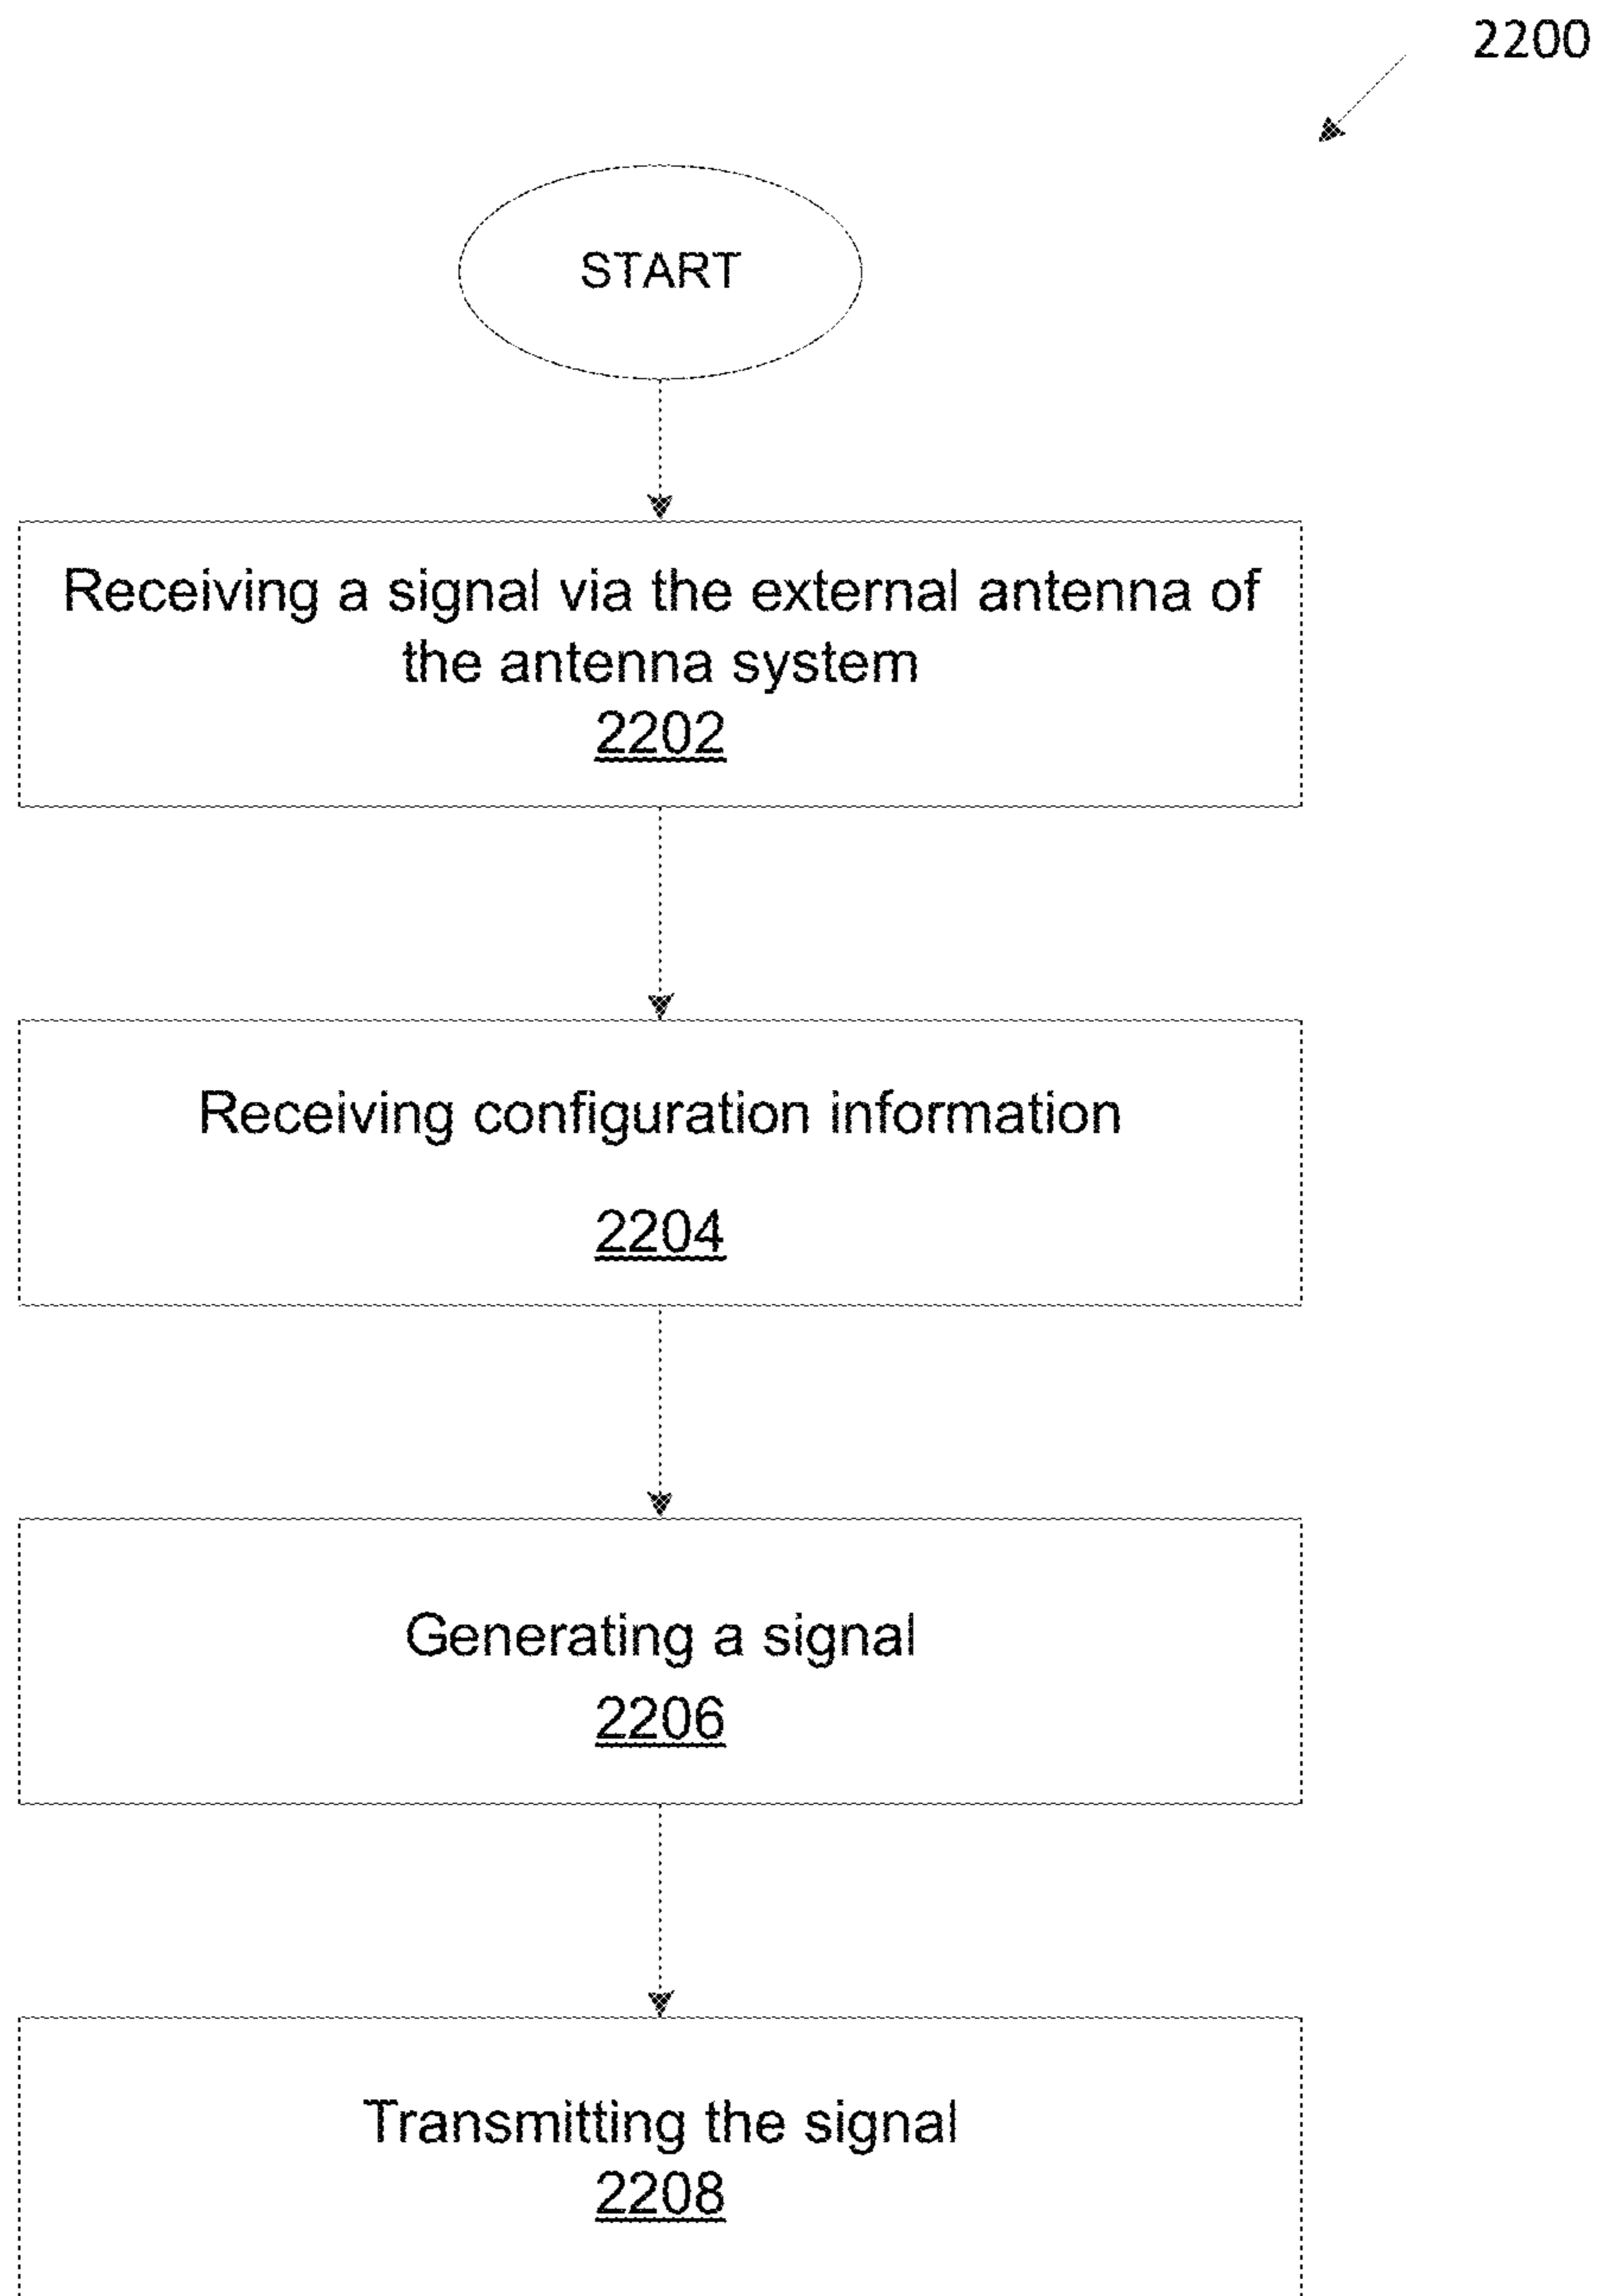 2200
START
Receiving a signal via the external antenna of
the antenna system
2202
Receiving configuration information
2204
Generating a signal
2206
Transmitting the signal
2208